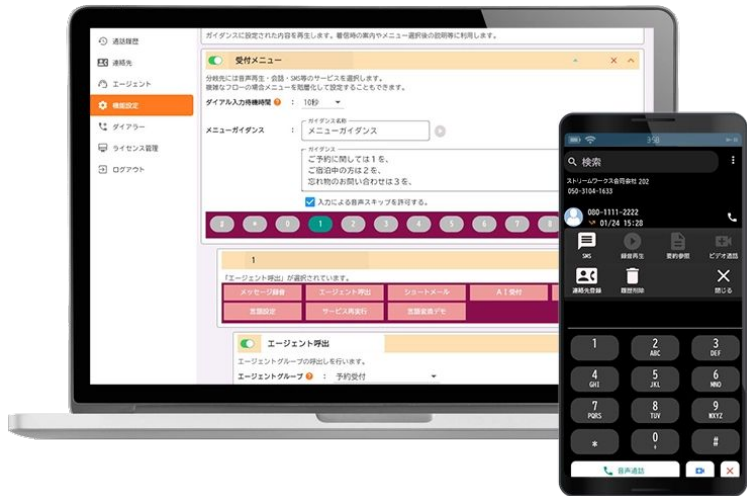 ガイダンスに設定された内容を再生します。着信時の案内やメニュー選択後の説明等に利用します。
通話履歴
連絡先
エージェント
機能設定
ダイアラー
ライセンス管理
ログアウト
受付メニュー
分岐先には音声再生・会話・SMS等のサービスを選択します。
複雑なフローの場合メニューを階層化して設定することもできます。
ダイアル入力待機時間 ? : 10秒
メニューガイダンス :
ガイダンス名称
メニューガイダンス
ガイダンス
ご予約に関しては1を、
ご宿泊中の方は2を、
忘れ物のお問い合わせは3を、
入力による音声スキップを許可する。
* 0 1 2 3 4 5 6 7 8
1
「エージェント呼出」が選択されています。
メッセージ録音 エージェント呼出 ショートメール AI受付
言語設定 サービス再実行 言語変換デモ
エージェント呼出
エージェントグループの呼出しを行います。
エージェントグループ ? : 予約受付
3:50
検索
ストリームワークス合同会社 202
050-3104-1633
080-1111-2222
01/24 15:28
SMS 録音再生 要約参照 ビデオ通話
連絡先登録 履歴削除 閉じる
1 2 3
ABC DEF
4 5 6
GHI JKL MNO
7 8 9
PQRS TUV WXYZ
* 0 #
+
音声通話